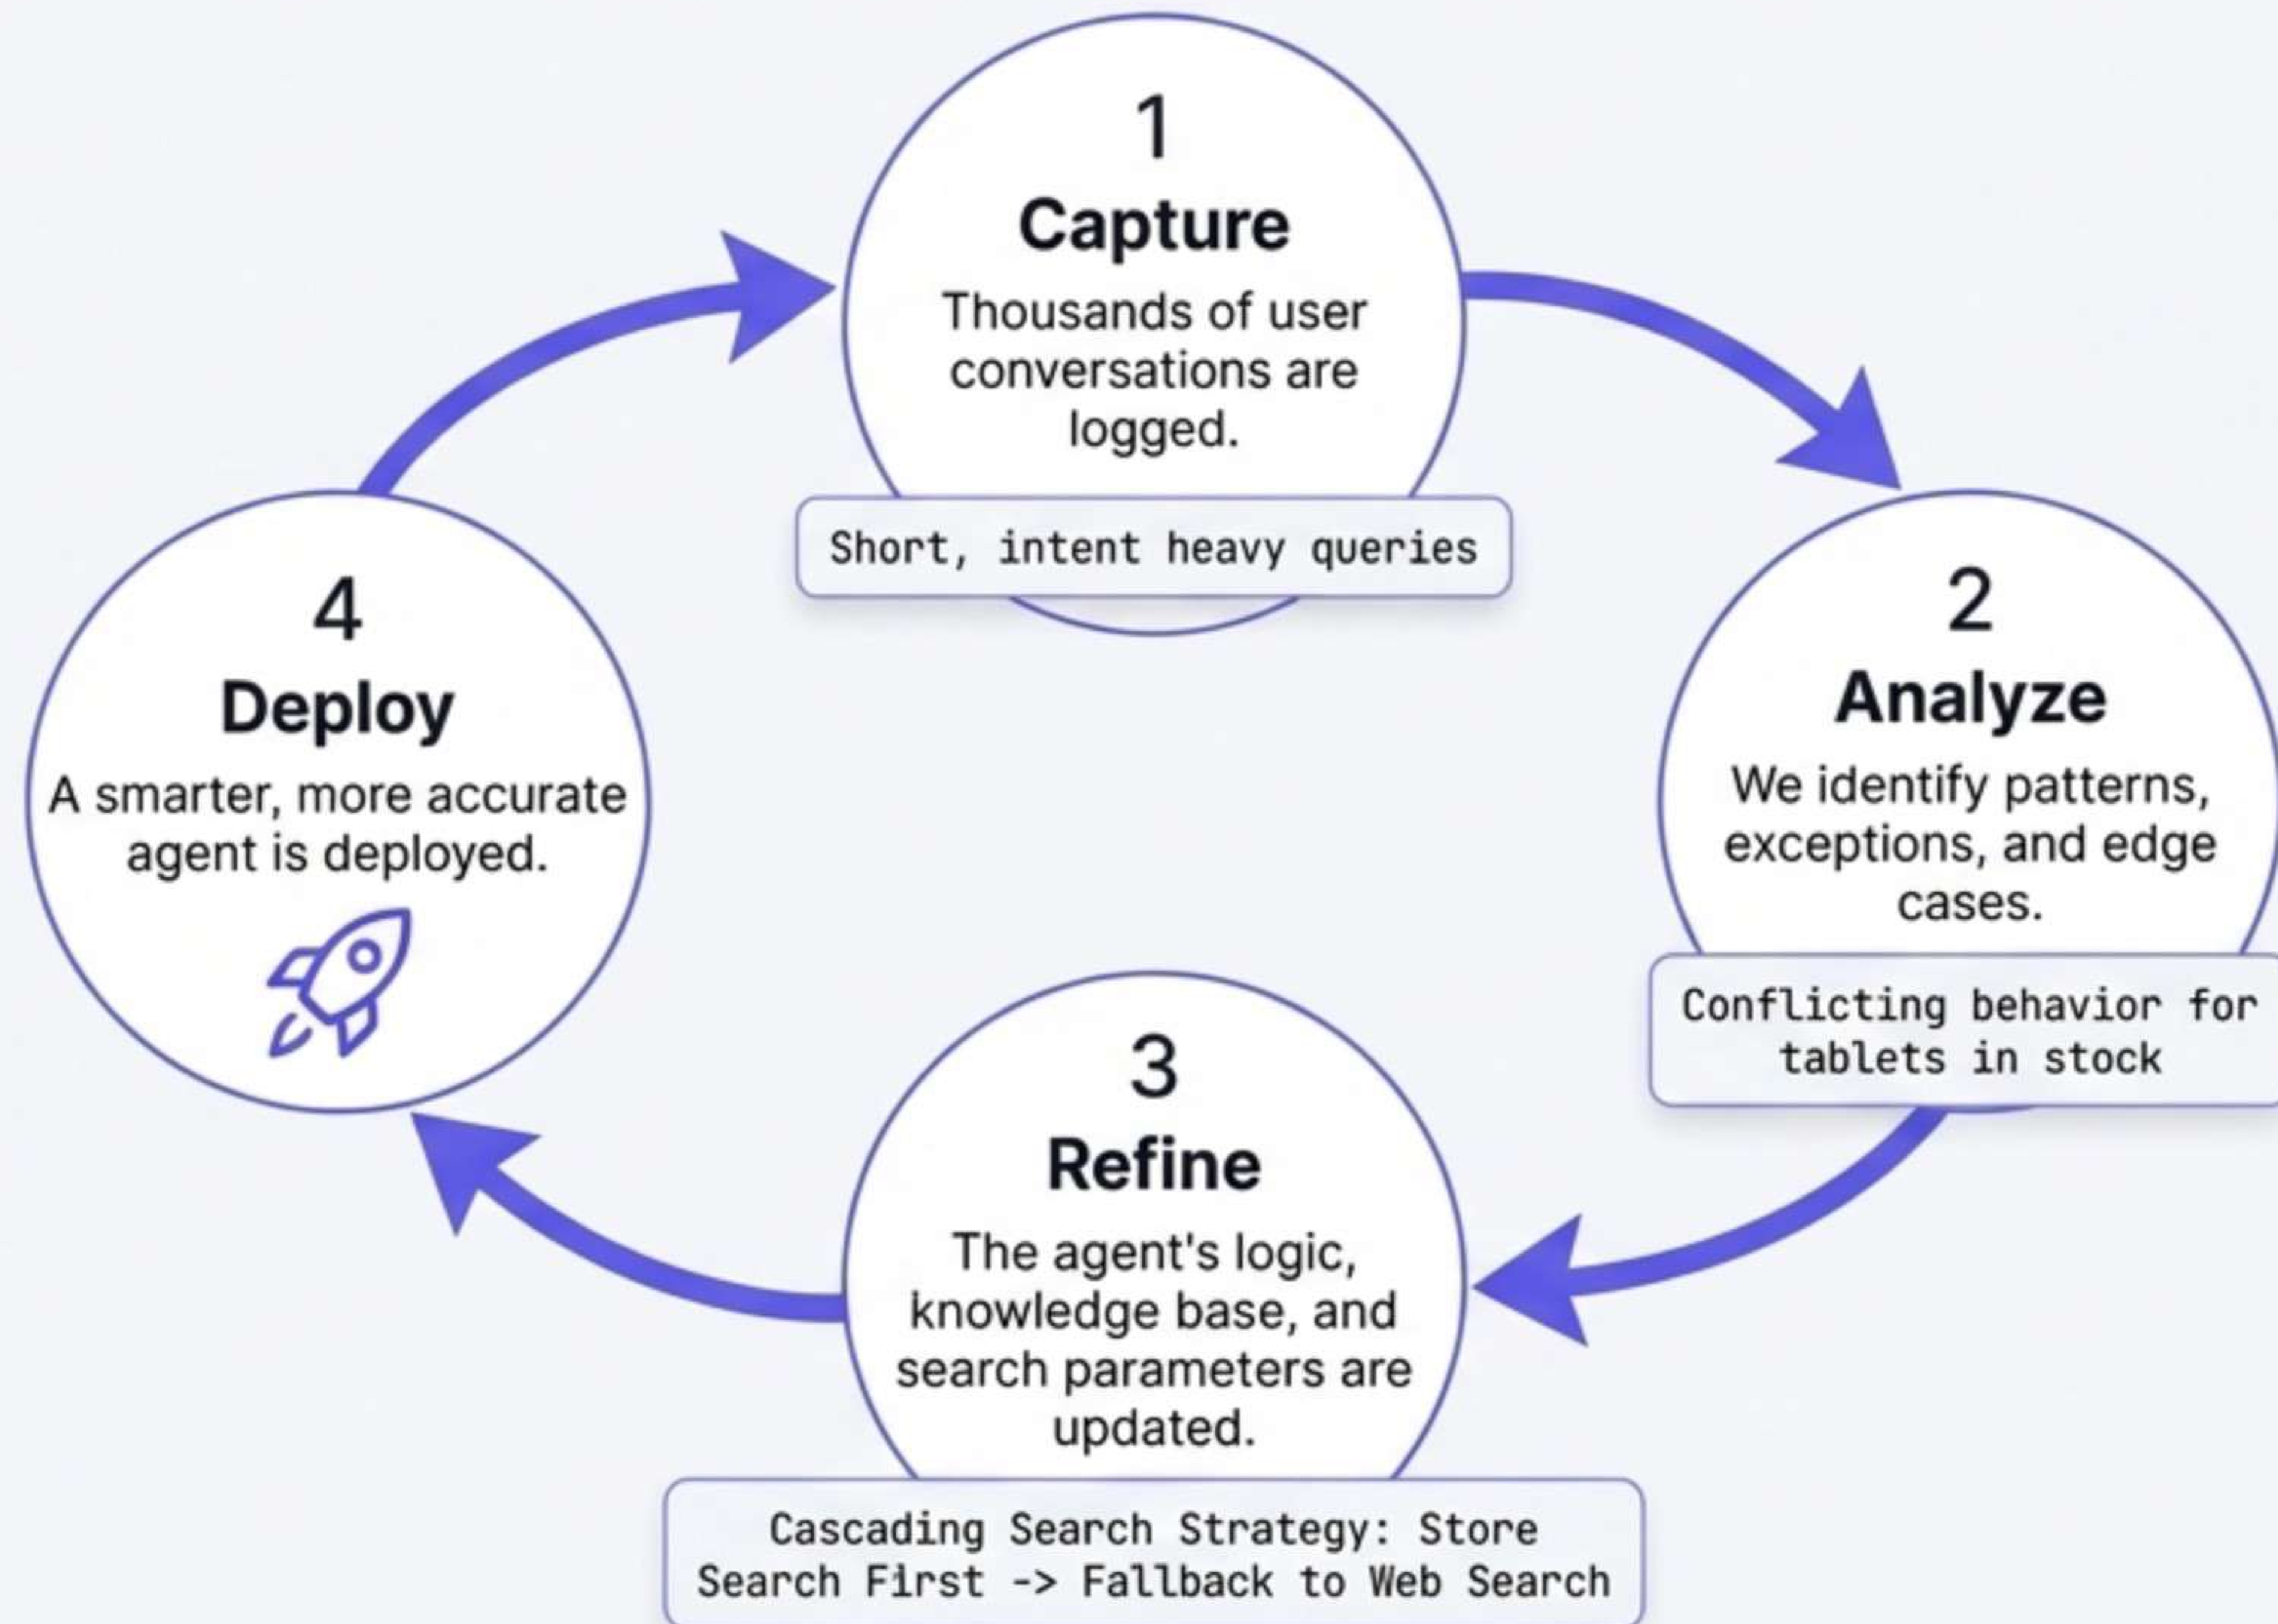 1
Capture
Thousands of user
conversations are
logged.
Short, intent heavy queries
2
Analyze
We identify patterns,
exceptions, and edge
cases.
Conflicting behavior for
tablets in stock
3
Refine
The agent's logic,
knowledge base, and
search parameters are
updated.
Cascading Search Strategy: Store
Search First -> Fallback to Web Search
4
Deploy
A smarter, more accurate
agent is deployed.